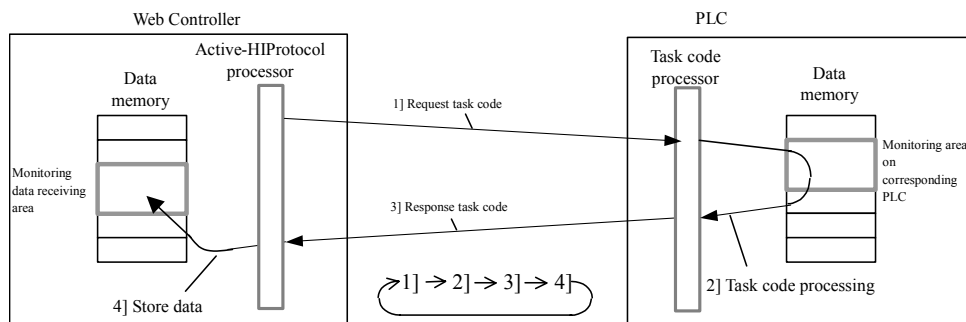 Web Controller
PLC
Active-HIProtocol
processor
Task code
processor
Data
memory
Data
memory
1] Request task code
Monitoring
data receiving
area
Monitoring area
on
corresponding
PLC
3] Response task code
4] Store data
1] → 2] → 3] → 4]
2] Task code processing